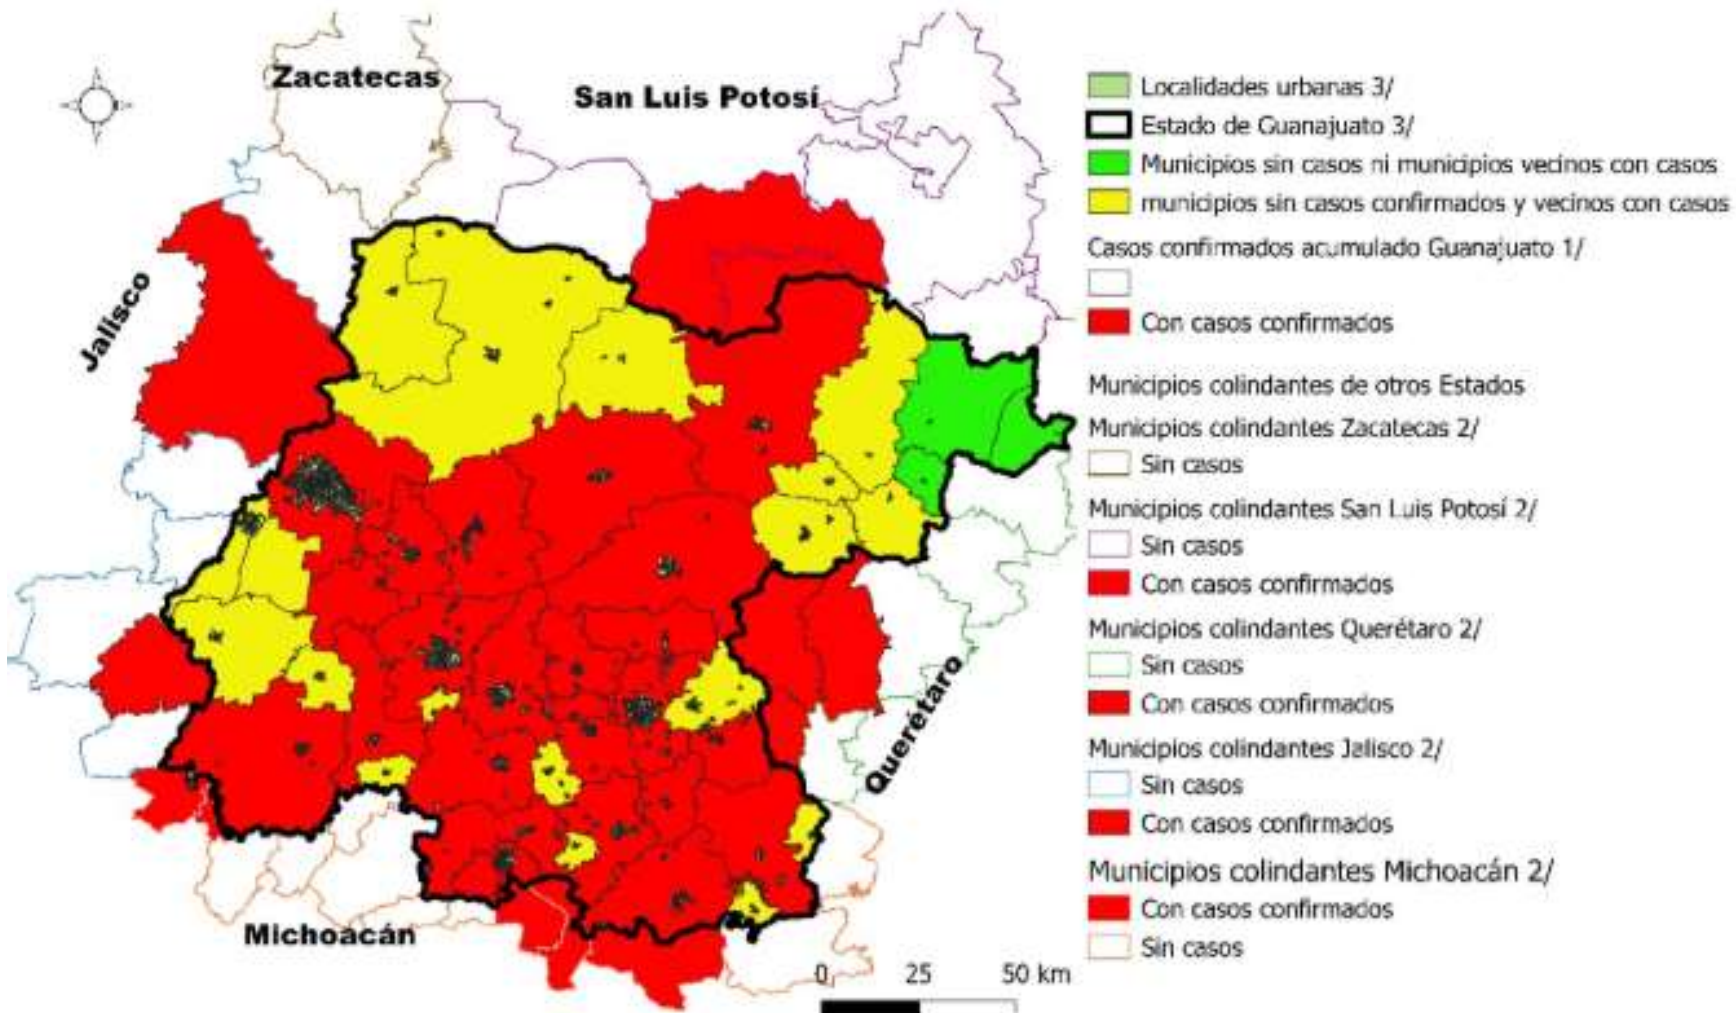 Zacatecas
San Luis Potosí
Jalisco
Querétaro
Michoacán
0 25 50 km
Localidades urbanas 3/
Estado de Guanajuato 3/
Municipios sin casos ni municipios vecinos con casos
municipios sin casos confirmados y vecinos con casos
Casos confirmados acumulado Guanajuato 1/
Con casos confirmados
Municipios colindantes de otros Estados
Municipios colindantes Zacatecas 2/
Sin casos
Municipios colindantes San Luis Potosí 2/
Sin casos
Con casos confirmados
Municipios colindantes Querétaro 2/
Sin casos
Con casos confirmados
Municipios colindantes Jalisco 2/
Sin casos
Con casos confirmados
Municipios colindantes Michoacán 2/
Con casos confirmados
Sin casos